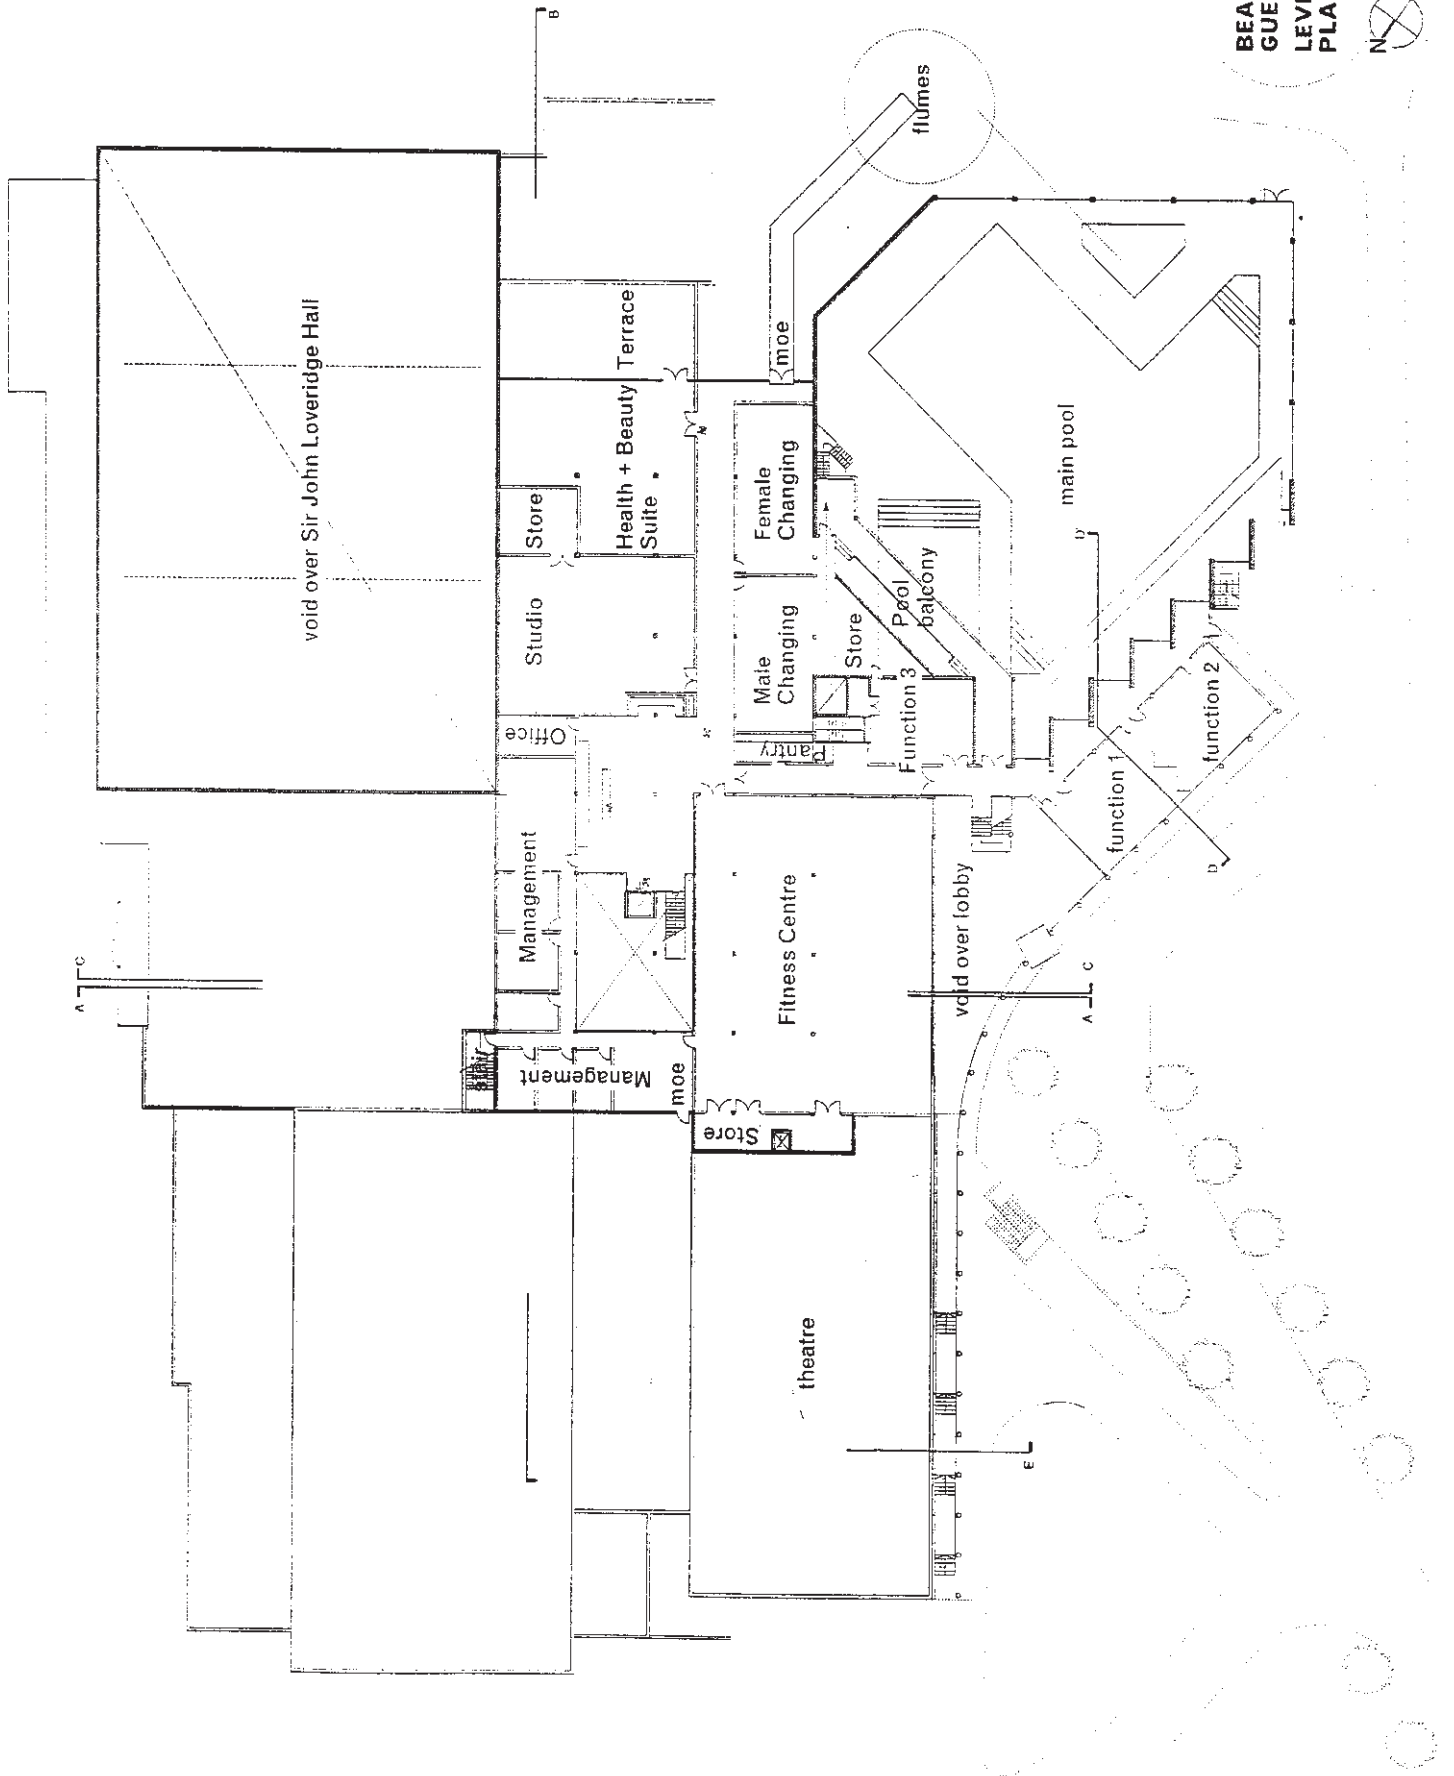 B
BEA
GUE
LEVE
PLA
N
flumes
void over Sir John Loveridge Hall
Terrace
moe
Health + Beauty
Suite
Store
Female
Changing
main pool
D
Studio
Male
Changing
Store
Pool
balcony
Function 3
function 2
Office
Pantry
function 1
D
Management
Fitness Centre
void over lobby
C
A
C
A
stair
Management
moe
Store
theatre
E